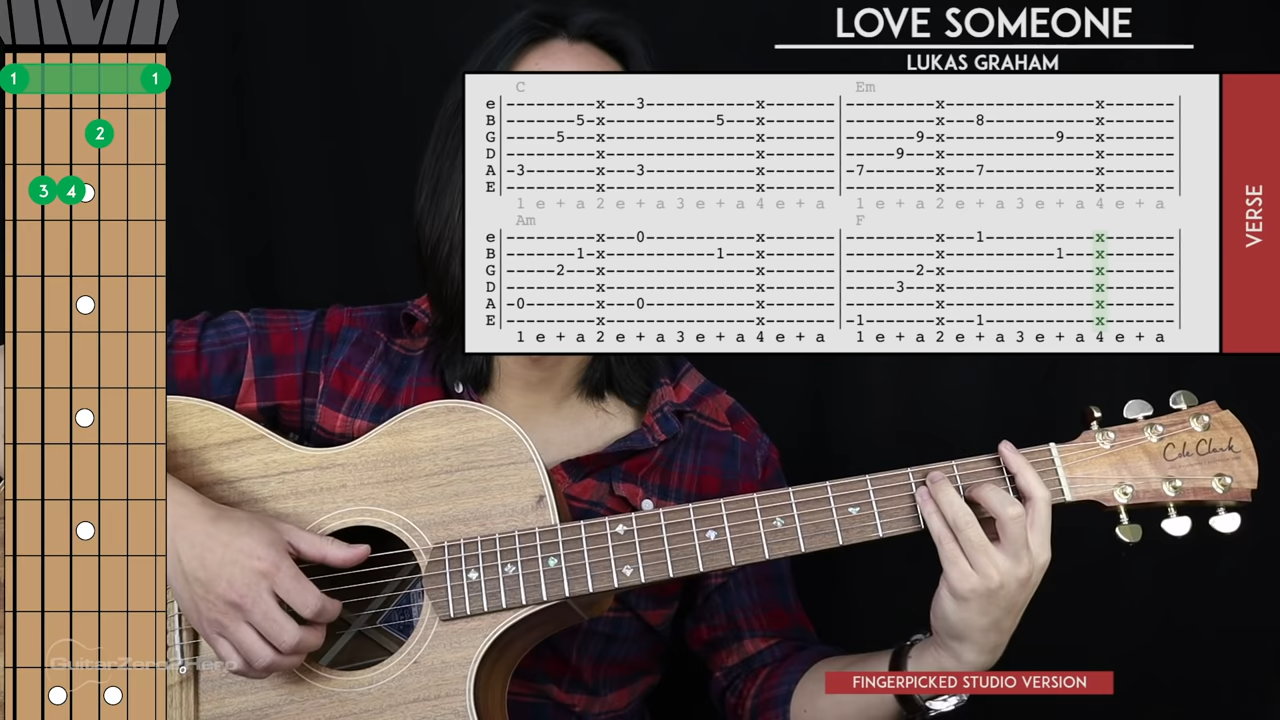 LOVE SOMEONE
LUKAS GRAHAM
C Em
e|---------x---3-----------x-------|---------x---------------x-------|
B|-------5-x-----------5---x-------|---------x---8-----------x-------|
G|-----5---x---------------x-------|-------9-x-----------9---x-------|
D|---------x---------------x-------|-----9---x---------------x-------|
A|-3-------x---3-----------x-------|-7-------x---7-----------x-------|
E|---------x---------------x-------|---------x---------------x-------|
1 e + a 2 e + a 3 e + a 4 e + a 1 e + a 2 e + a 3 e + a 4 e + a
Am F
e|---------x---0-----------x-------|---------x---1-----------x-------|
B|-------1-x-----------1---x-------|---------x-----------1---x-------|
G|-----2---x---------------x-------|-------2-x---------------x-------|
D|---------x---------------x-------|-----3---x---------------x-------|
A|-0-------x---0-----------x-------|---------x---------------x-------|
E|---------x---------------x-------|-1-------x---1-----------x-------|
1 e + a 2 e + a 3 e + a 4 e + a 1 e + a 2 e + a 3 e + a 4 e + a
VERSE
1 1
2
3 4
Cole Clark
GuitarZero2Hero
FINGERPICKED STUDIO VERSION